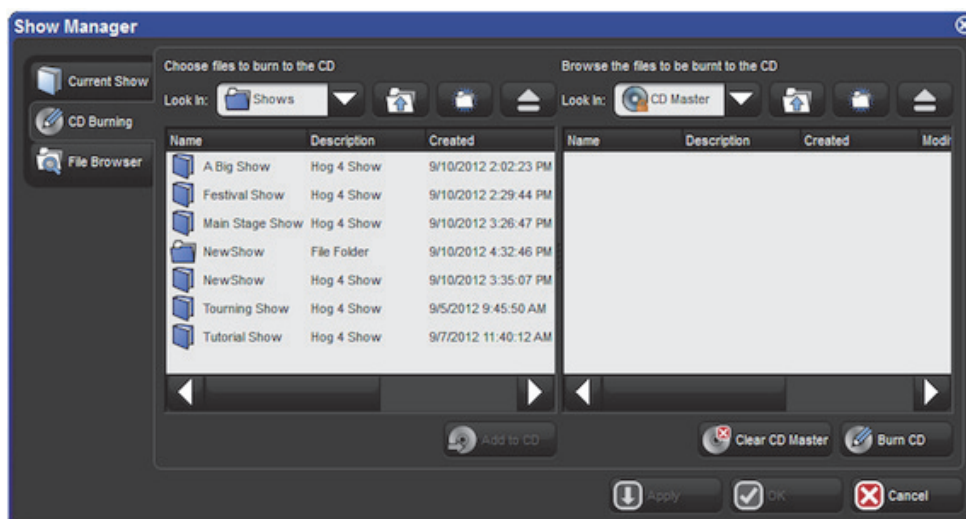 Show Manager
Current Show
CD Burning
File Browser
Choose files to burn to the CD
Look In: Shows
Name Description Created
A Big Show Hog 4 Show 9/10/2012 2:02:23 PM
Festival Show Hog 4 Show 9/10/2012 2:29:44 PM
Main Stage Show Hog 4 Show 9/10/2012 3:26:47 PM
NewShow File Folder 9/10/2012 4:32:46 PM
NewShow Hog 4 Show 9/10/2012 3:35:07 PM
Tourning Show Hog 4 Show 9/5/2012 9:45:50 AM
Tutorial Show Hog 4 Show 9/7/2012 11:40:12 AM
Add to CD
Browse the files to be burnt to the CD
Look In: CD Master
Name Description Created Modi
Clear CD Master Burn CD
Apply OK Cancel